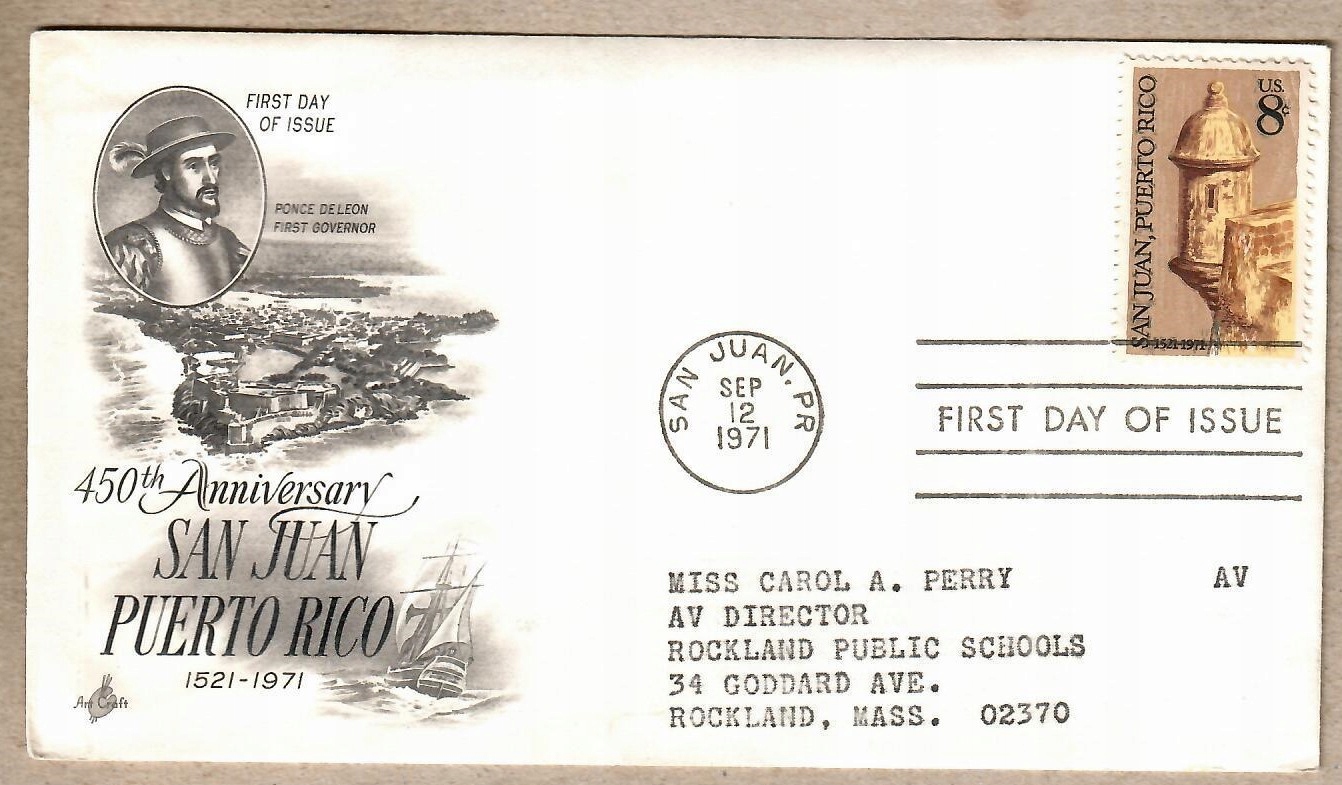 FIRST DAY
OF ISSUE
PONCE DE LEON
FIRST GOVERNOR
450th Anniversary
SAN JUAN
PUERTO RICO
1521-1971
Art Craft
SAN JUAN, PUERTO RICO
U.S.
8¢
1521-1971
SAN JUAN, PR
SEP
12
1971
FIRST DAY OF ISSUE
MISS CAROL A. PERRY AV
AV DIRECTOR
ROCKLAND PUBLIC SCHOOLS
34 GODDARD AVE.
ROCKLAND, MASS. 02370